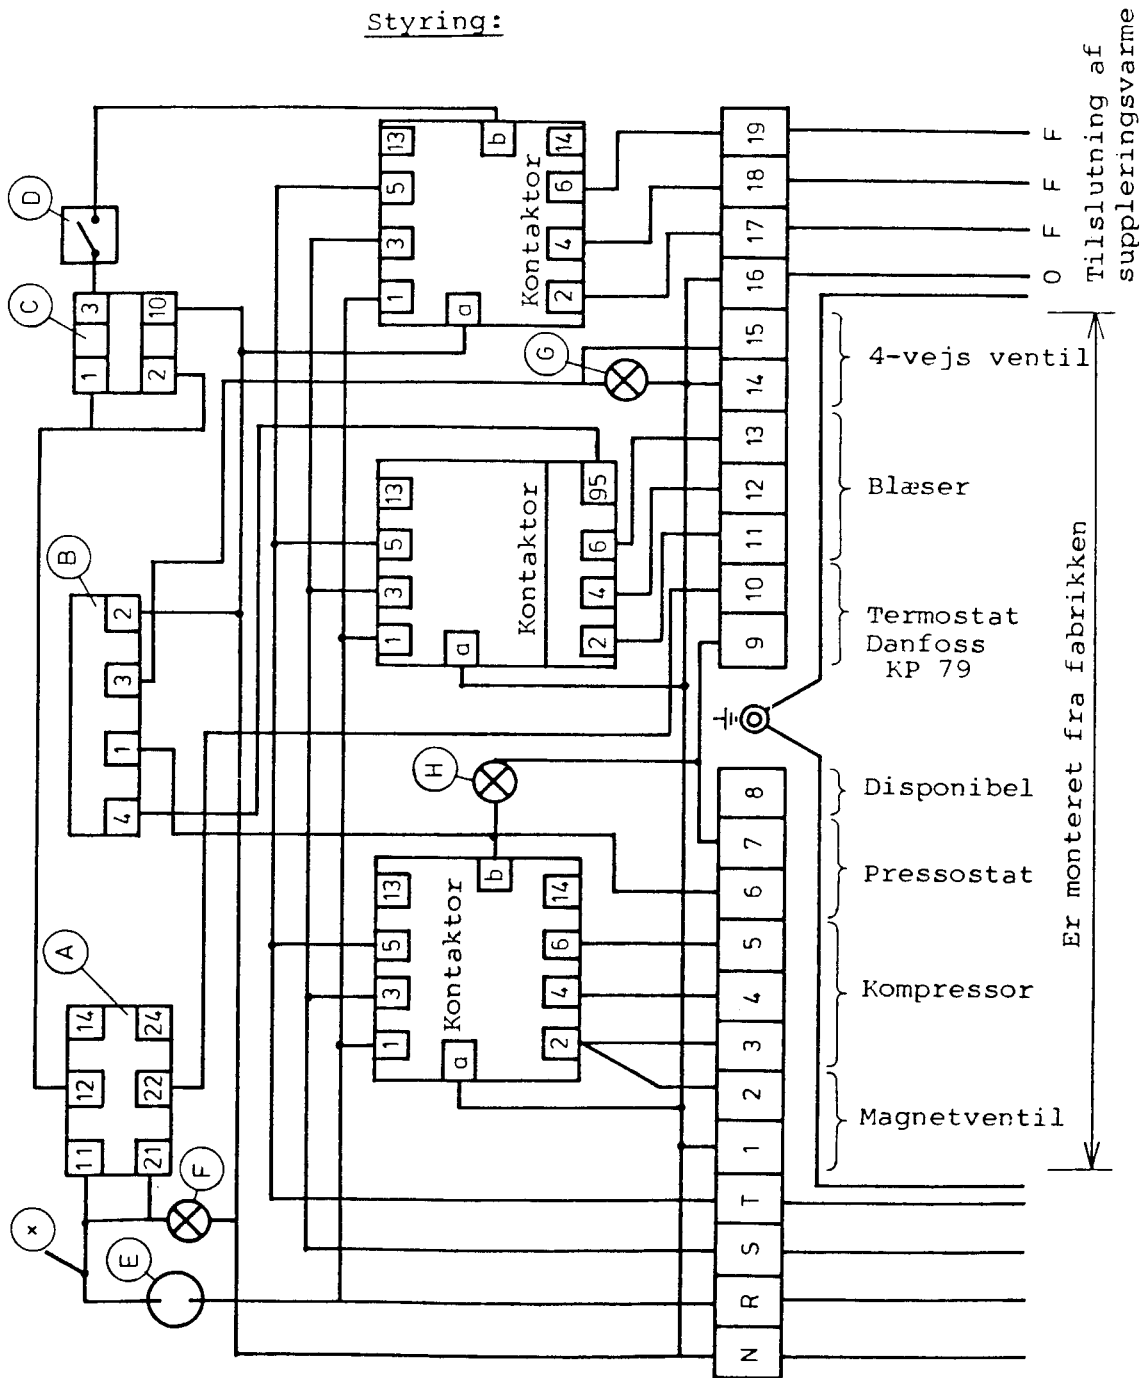 Styring:
x
E
F
A
B
C
D
11
12
14
21
22
24
4
1
3
2
1
3
2
10
1
3
5
13
a
Kontaktor
b
2
4
6
14
H
1
3
5
13
a
Kontaktor
2
4
6
95
G
1
3
5
13
a
Kontaktor
b
2
4
6
14
N
R
S
T
1
2
3
4
5
6
7
8
9
10
11
12
13
14
15
16
17
18
19
Magnetventil
Kompressor
Pressostat
Disponibel
Termostat
Danfoss
KP 79
Blæser
4-vejs ventil
O
F
F
F
Er monteret fra fabrikken
Tilslutning af
suppleringsvarme